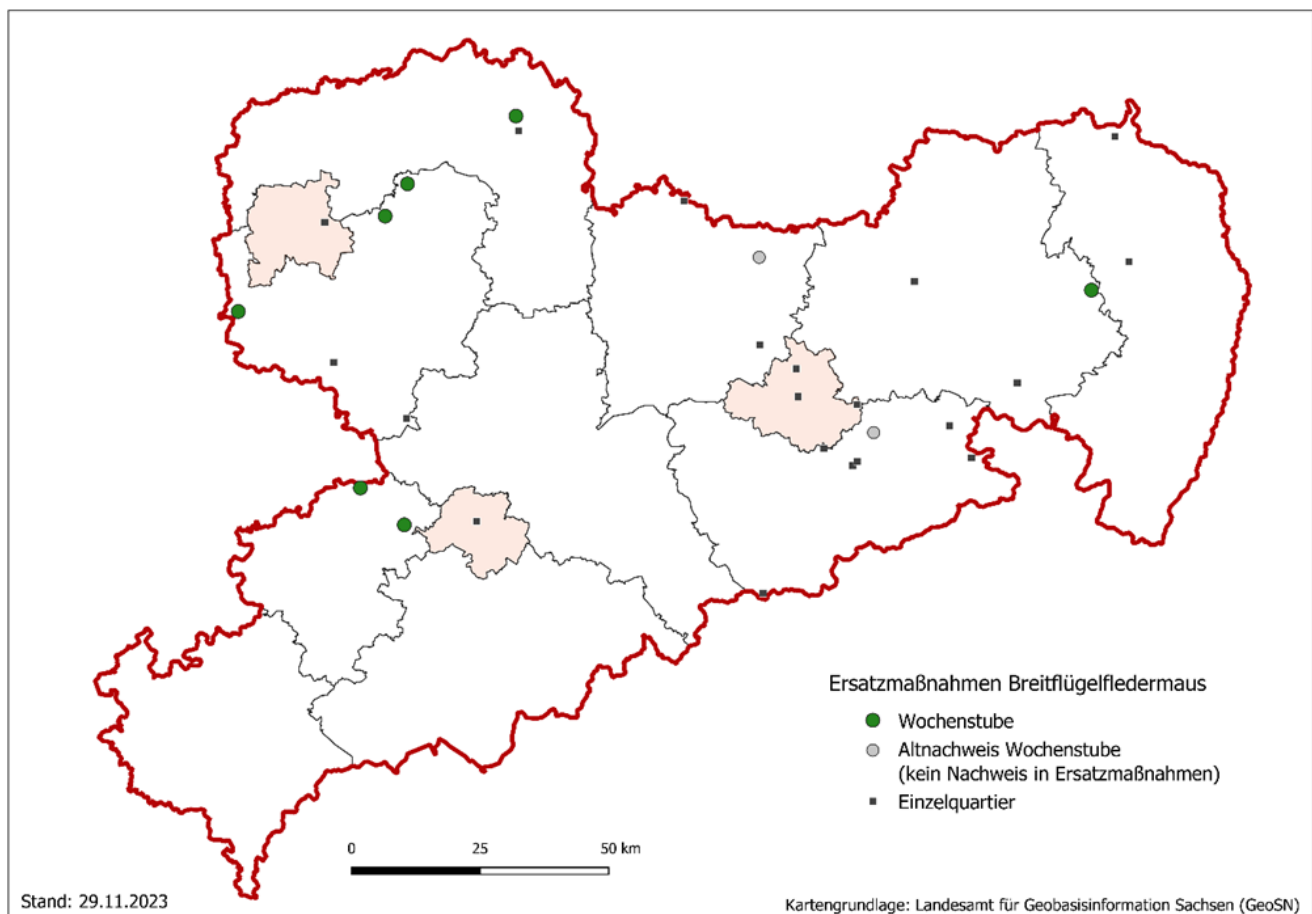 Ersatzmaßnahmen Breitflügelfledermaus
Wochenstube
Altnachweis Wochenstube
(kein Nachweis in Ersatzmaßnahmen)
Einzelquartier
0 25 50 km
Stand: 29.11.2023
Kartengrundlage: Landesamt für Geobasisinformation Sachsen (GeoSN)